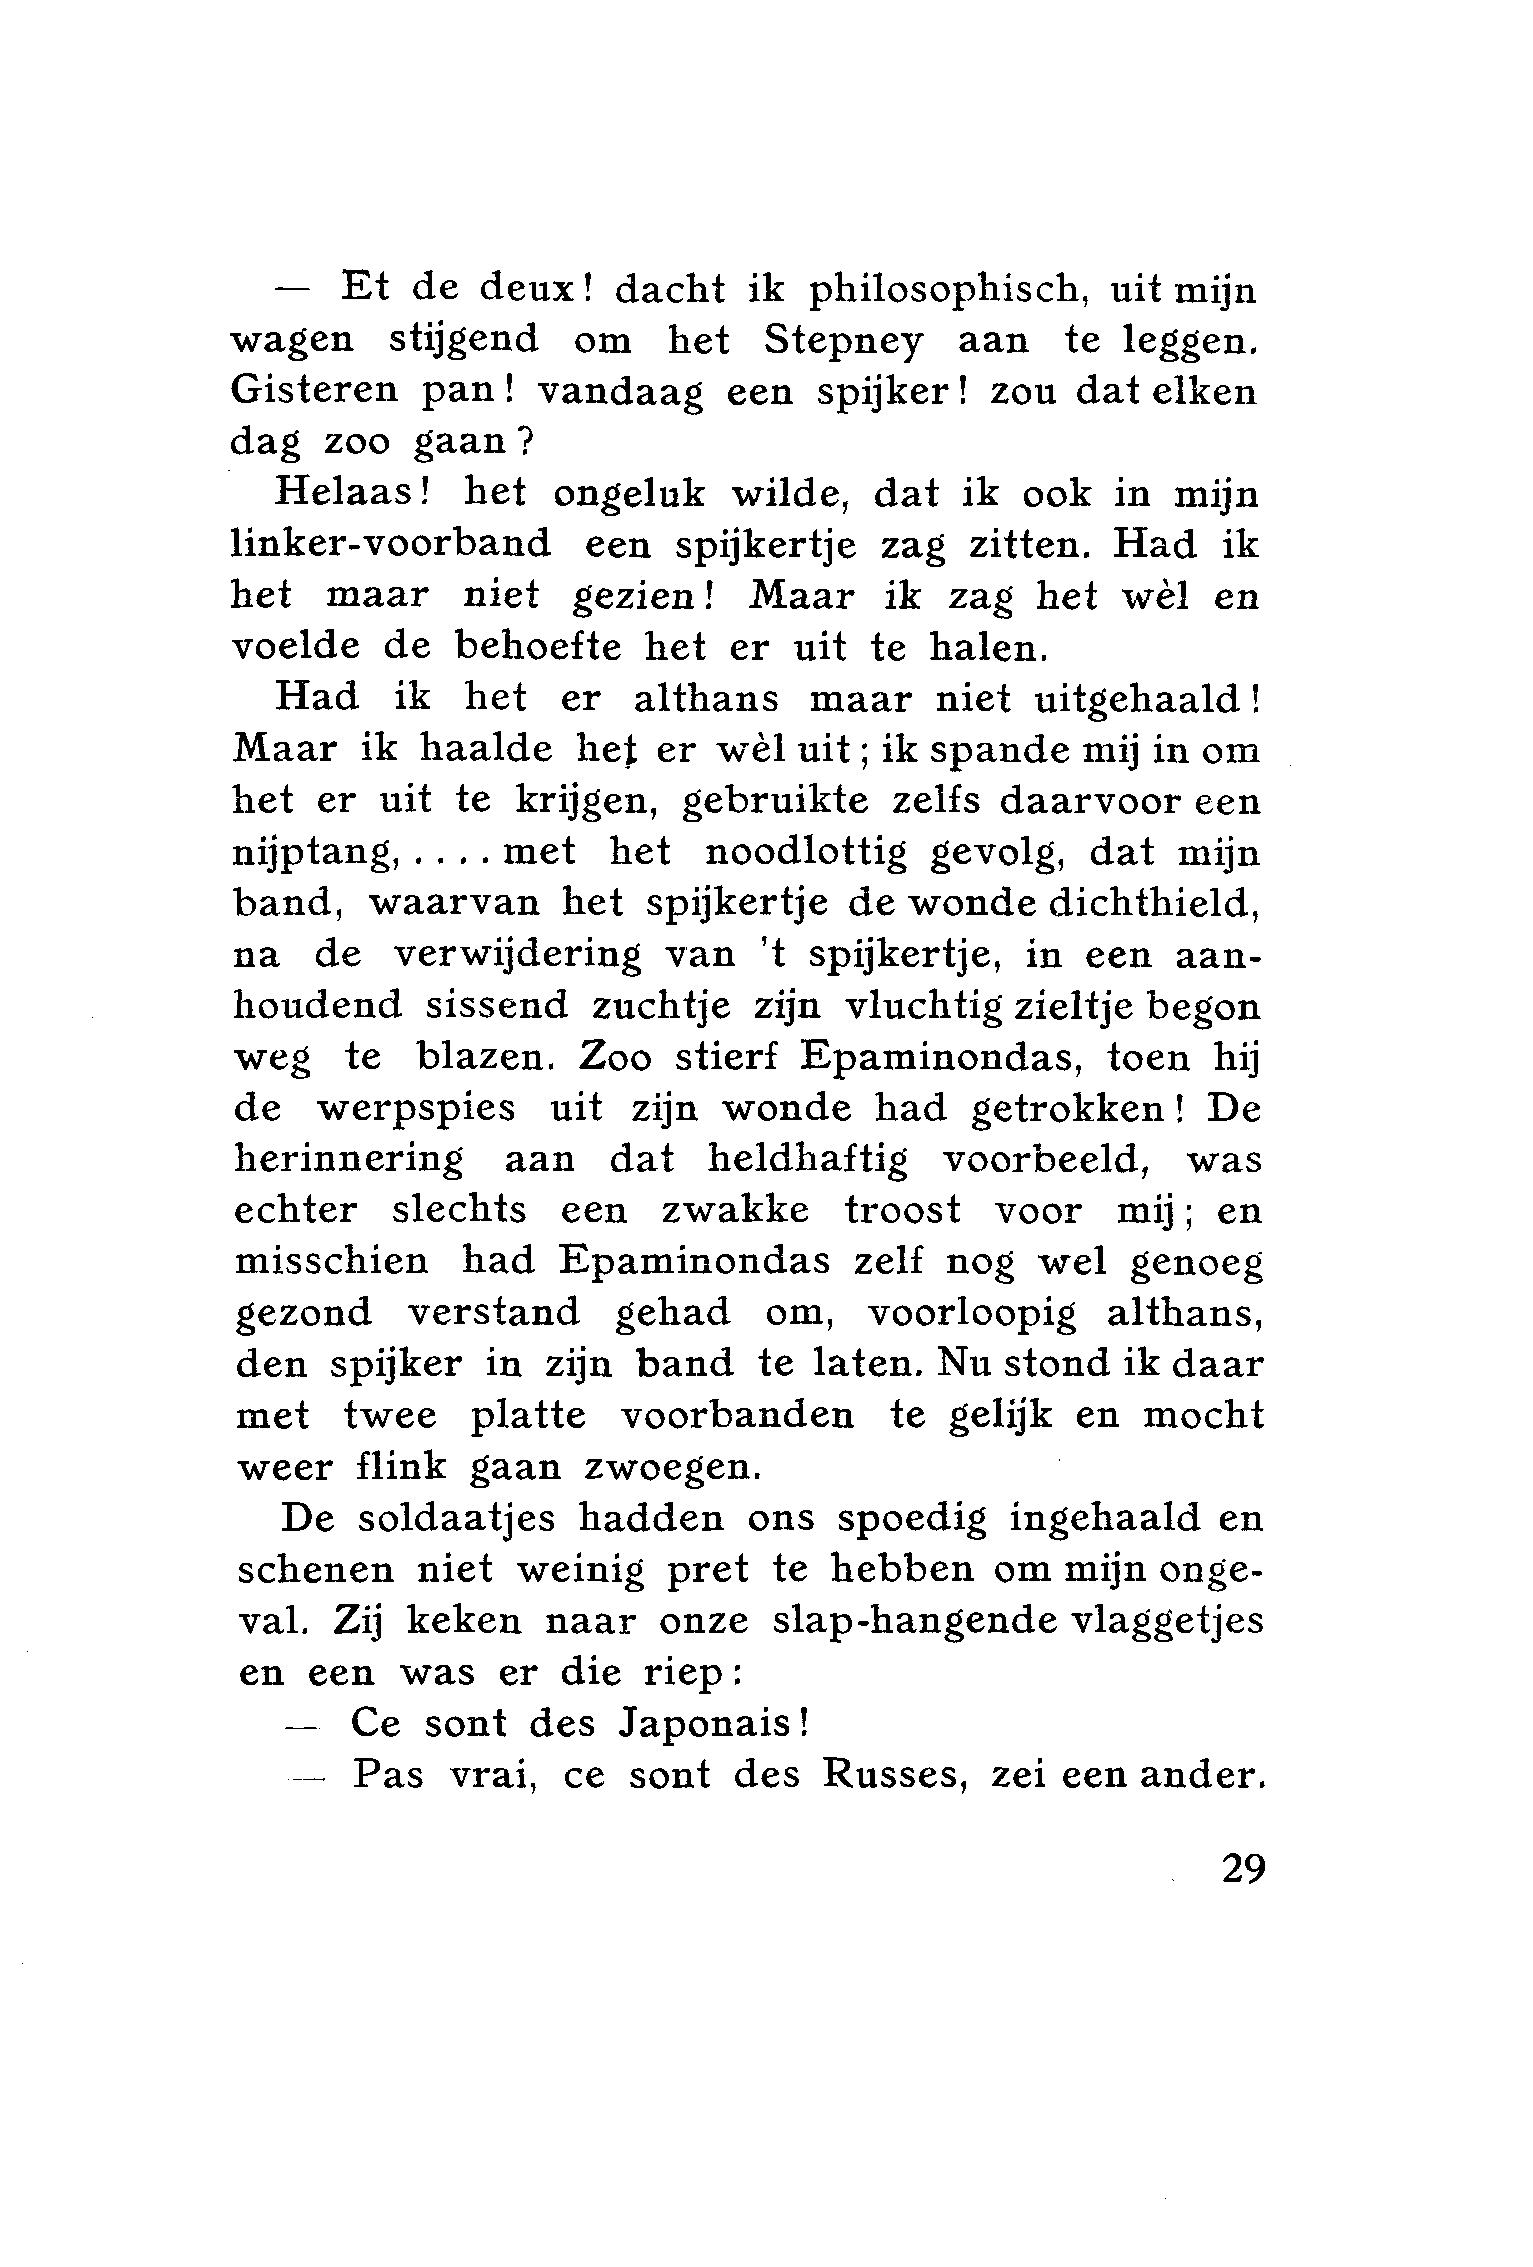 — Et de deux! dacht ik philosophisch, uit mijn
wagen stijgend om het Stepney aan te leggen.
Gisteren pan! vandaag een spijker! zou dat elken
dag zoo gaan?
Helaas! het ongeluk wilde, dat ik ook in mijn
linker-voorband een spijkertje zag zitten. Had ik
het maar niet gezien! Maar ik zag het wèl en
voelde de behoefte het er uit te halen.
Had ik het er althans maar niet uitgehaald!
Maar ik haalde het er wèl uit; ik spande mij in om
het er uit te krijgen, gebruikte zelfs daarvoor een
nijptang, .... met het noodlottig gevolg, dat mijn
band, waarvan het spijkertje de wonde dichthield,
na de verwijdering van 't spijkertje, in een aan-
houdend sissend zuchtje zijn vluchtig zieltje begon
weg te blazen. Zoo stierf Epaminondas, toen hij
de werpspies uit zijn wonde had getrokken! De
herinnering aan dat heldhaftig voorbeeld, was
echter slechts een zwakke troost voor mij; en
misschien had Epaminondas zelf nog wel genoeg
gezond verstand gehad om, voorloopig althans,
den spijker in zijn band te laten. Nu stond ik daar
met twee platte voorbanden te gelijk en mocht
weer flink gaan zwoegen.
De soldaatjes hadden ons spoedig ingehaald en
schenen niet weinig pret te hebben om mijn onge-
val. Zij keken naar onze slap-hangende vlaggetjes
en een was er die riep:
— Ce sont des Japonais!
— Pas vrai, ce sont des Russes, zei een ander.
29